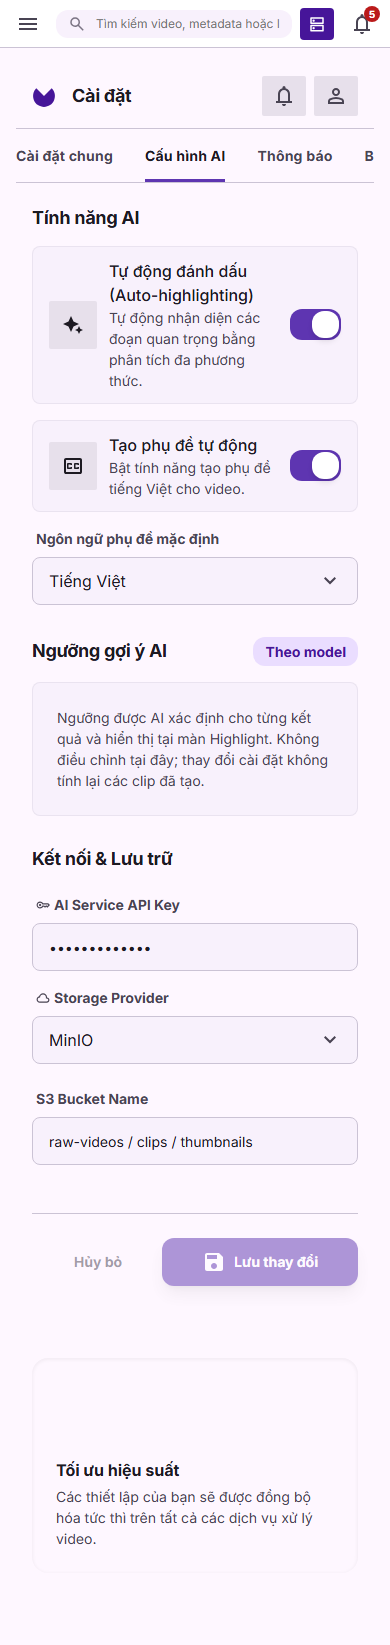 Tìm kiếm video, metadata hoặc
5
Cài đặt
Cài đặt chung
Cấu hình AI
Thông báo
B
Tính năng AI
Tự động đánh dấu
(Auto-highlighting)
Tự động nhận diện các
đoạn quan trọng bằng
phân tích đa phương
thức.
Tạo phụ đề tự động
Bật tính năng tạo phụ đề
tiếng Việt cho video.
Ngôn ngữ phụ đề mặc định
Tiếng Việt
Ngưỡng gợi ý AI
Theo model
Ngưỡng được AI xác định cho từng kết
quả và hiển thị tại màn Highlight. Không
điều chỉnh tại đây; thay đổi cài đặt không
tính lại các clip đã tạo.
Kết nối & Lưu trữ
AI Service API Key
•••••••••••••
Storage Provider
MinIO
S3 Bucket Name
raw-videos / clips / thumbnails
Hủy bỏ
Lưu thay đổi
Tối ưu hiệu suất
Các thiết lập của bạn sẽ được đồng bộ
hóa tức thì trên tất cả các dịch vụ xử lý
video.